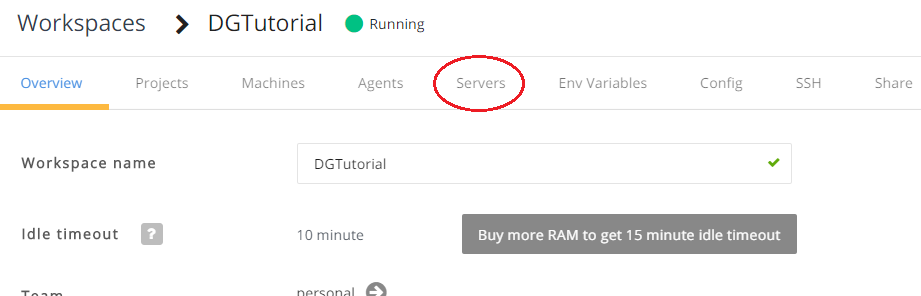 Workspaces > DGTutorial Running
Overview Projects Machines Agents Servers Env Variables Config SSH Share
Workspace name DGTutorial
Idle timeout ? 10 minute Buy more RAM to get 15 minute idle timeout
Team personal